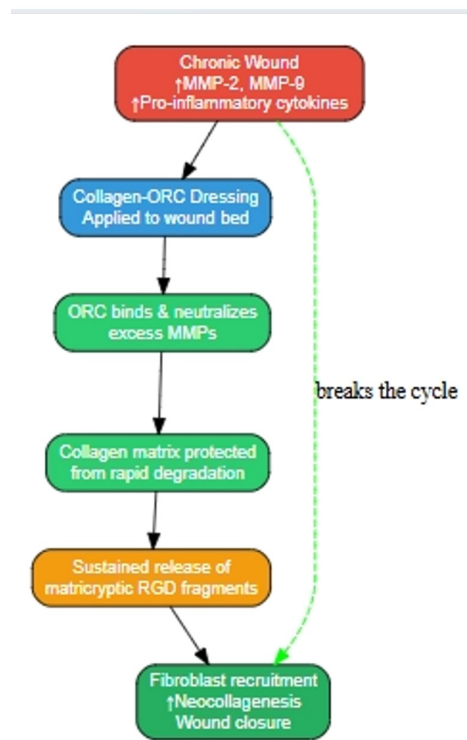 Chronic Wound
↑MMP-2, MMP-9
↑Pro-inflammatory cytokines
Collagen-ORC Dressing
Applied to wound bed
ORC binds & neutralizes
excess MMPs
breaks the cycle
Collagen matrix protected
from rapid degradation
Sustained release of
matricryptic RGD fragments
Fibroblast recruitment
↑Neocollagenesis
Wound closure